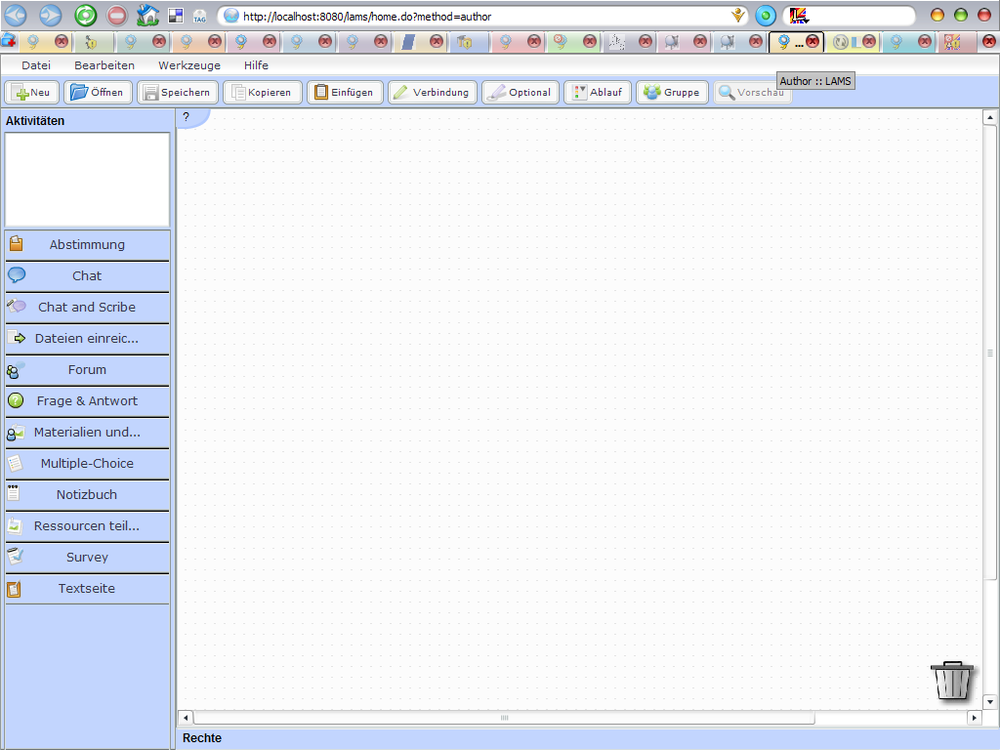 TAG
http://localhost:8080/lams/home.do?method=author
...
Datei Bearbeiten Werkzeuge Hilfe
Author :: LAMS
Neu Öffnen Speichern Kopieren Einfügen Verbindung Optional Ablauf Gruppe Vorschau
Aktivitäten
?
Abstimmung
Chat
Chat and Scribe
Dateien einreic...
Forum
Frage & Antwort
Materialien und...
Multiple-Choice
Notizbuch
Ressourcen teil...
Survey
Textseite
Rechte